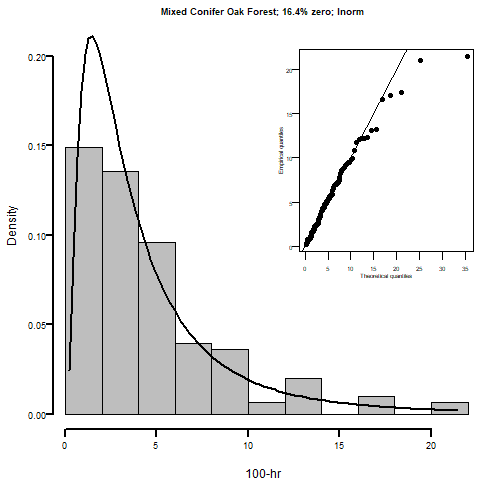 Mixed Conifer Oak Forest; 16.4% zero; lnorm
Density
0.20
0.15
0.10
0.05
0.00
0 5 10 15 20
100-hr
Empirical quantiles
20
15
10
5
0
0 5 10 15 20 25 30 35
Theoretical quantiles